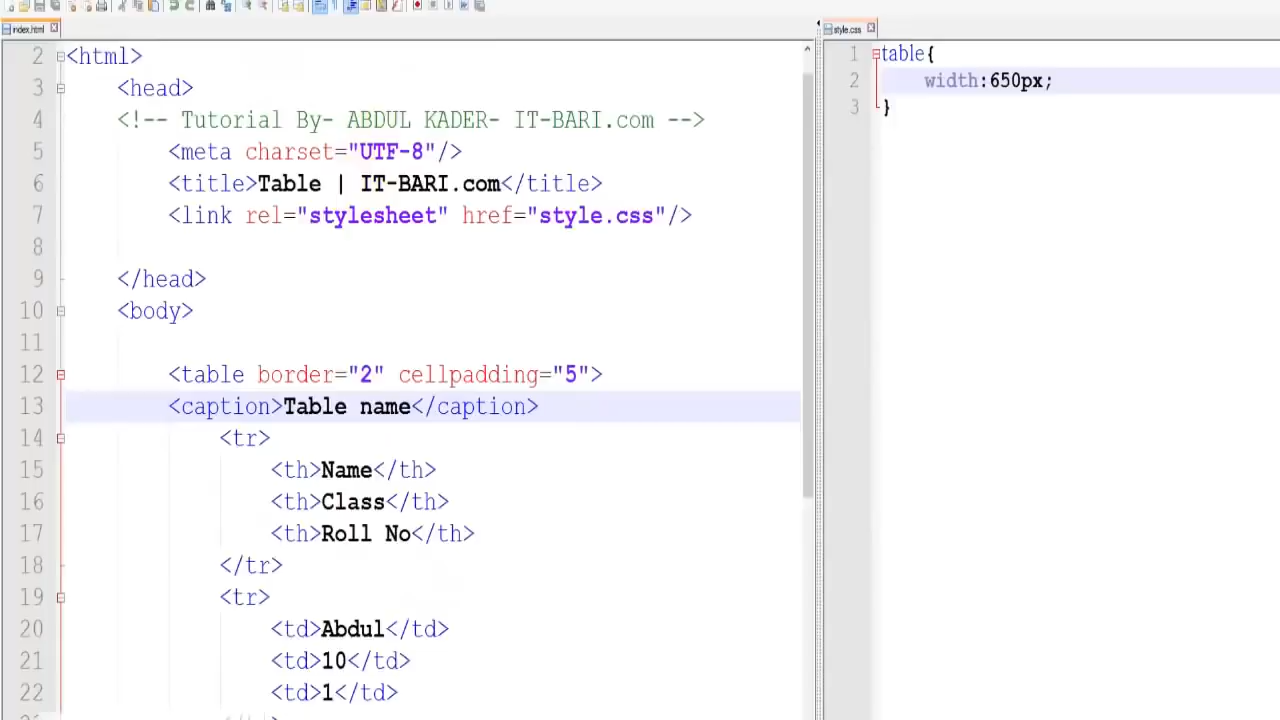 index.html
2 <html>
3 <head>
4 <!-- Tutorial By- ABDUL KADER- IT-BARI.com -->
5 <meta charset="UTF-8"/>
6 <title>Table | IT-BARI.com</title>
7 <link rel="stylesheet" href="style.css"/>
8
9 </head>
10 <body>
11
12 <table border="2" cellpadding="5">
13 <caption>Table name</caption>
14 <tr>
15 <th>Name</th>
16 <th>Class</th>
17 <th>Roll No</th>
18 </tr>
19 <tr>
20 <td>Abdul</td>
21 <td>10</td>
22 <td>1</td>
style.css
1 table{
2 width:650px;
3 }